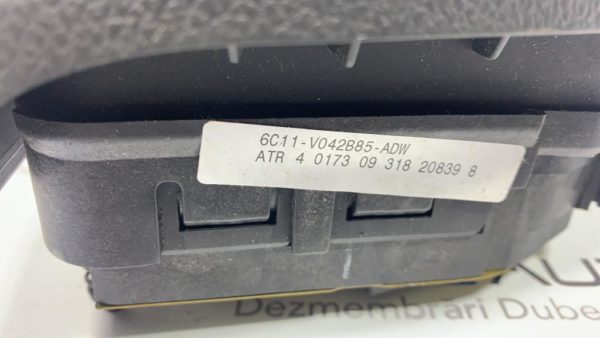 6C11-V042B85-ADW
ATR 4 0173 09 318 20839 8
Dezmembrari Dube